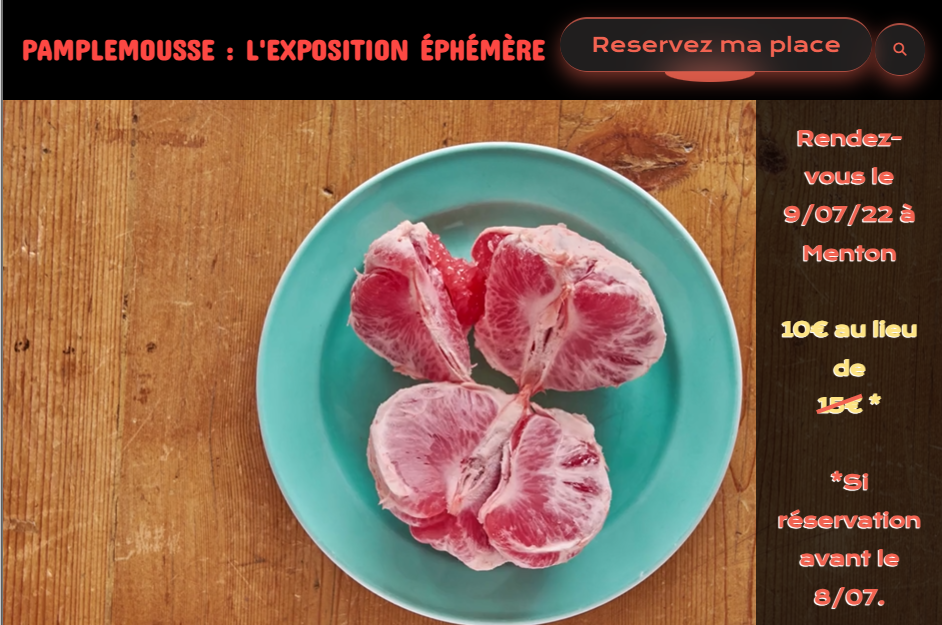 PAMPLEMOUSSE : L'EXPOSITION ÉPHÉMÈRE
Reservez ma place
Rendez-
vous le
9/07/22 à
Menton
10€ au lieu
de
15€ *
*Si
réservation
avant le
8/07.